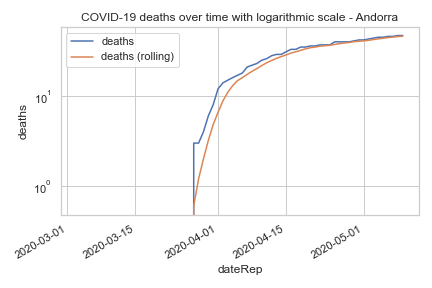 COVID-19 deaths over time with logarithmic scale - Andorra
deaths
deaths (rolling)
10¹
10⁰
deaths
2020-03-01
2020-03-15
2020-04-01
2020-04-15
2020-05-01
dateRep